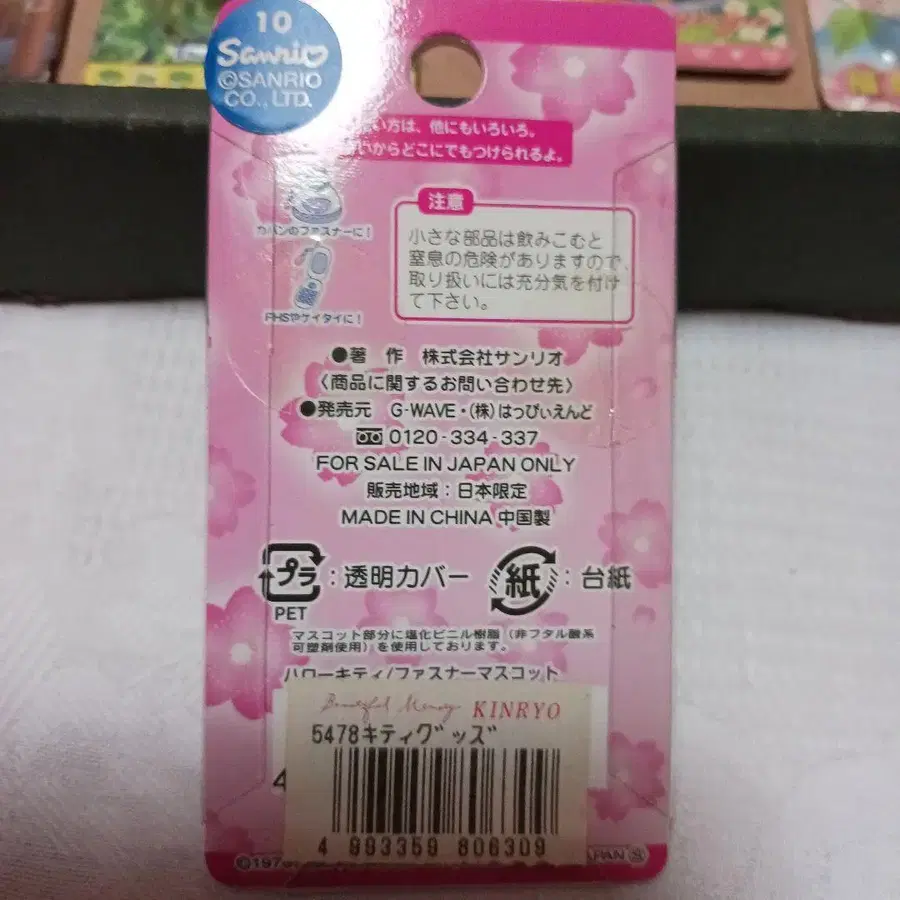 10
Sanrio
©SANRIO
CO., LTD.
い方は、他にもいろいろ。
いからどこにでもつけられるよ。
カバンのファスナーに!
PHSやケイタイに!
注意
小さな部品は飲みこむと
窒息の危険がありますので、
取り扱いには充分気を付け
て下さい。
●著 作 株式会社サンリオ
〈商品に関するお問い合わせ先〉
●発売元 G-WAVE・(株)はっぴいえんど
0120-334-337
FOR SALE IN JAPAN ONLY
販売地域:日本限定
MADE IN CHINA 中国製
プラ:透明カバー
PET
紙:台紙
マスコット部分に塩化ビニル樹脂(非フタル酸系
可塑剤使用)を使用しております。
ハローキティ/ファスナーマスコット
Beautiful Memory KINRYO
5478キティグッズ
4
4 993359 806309
©197